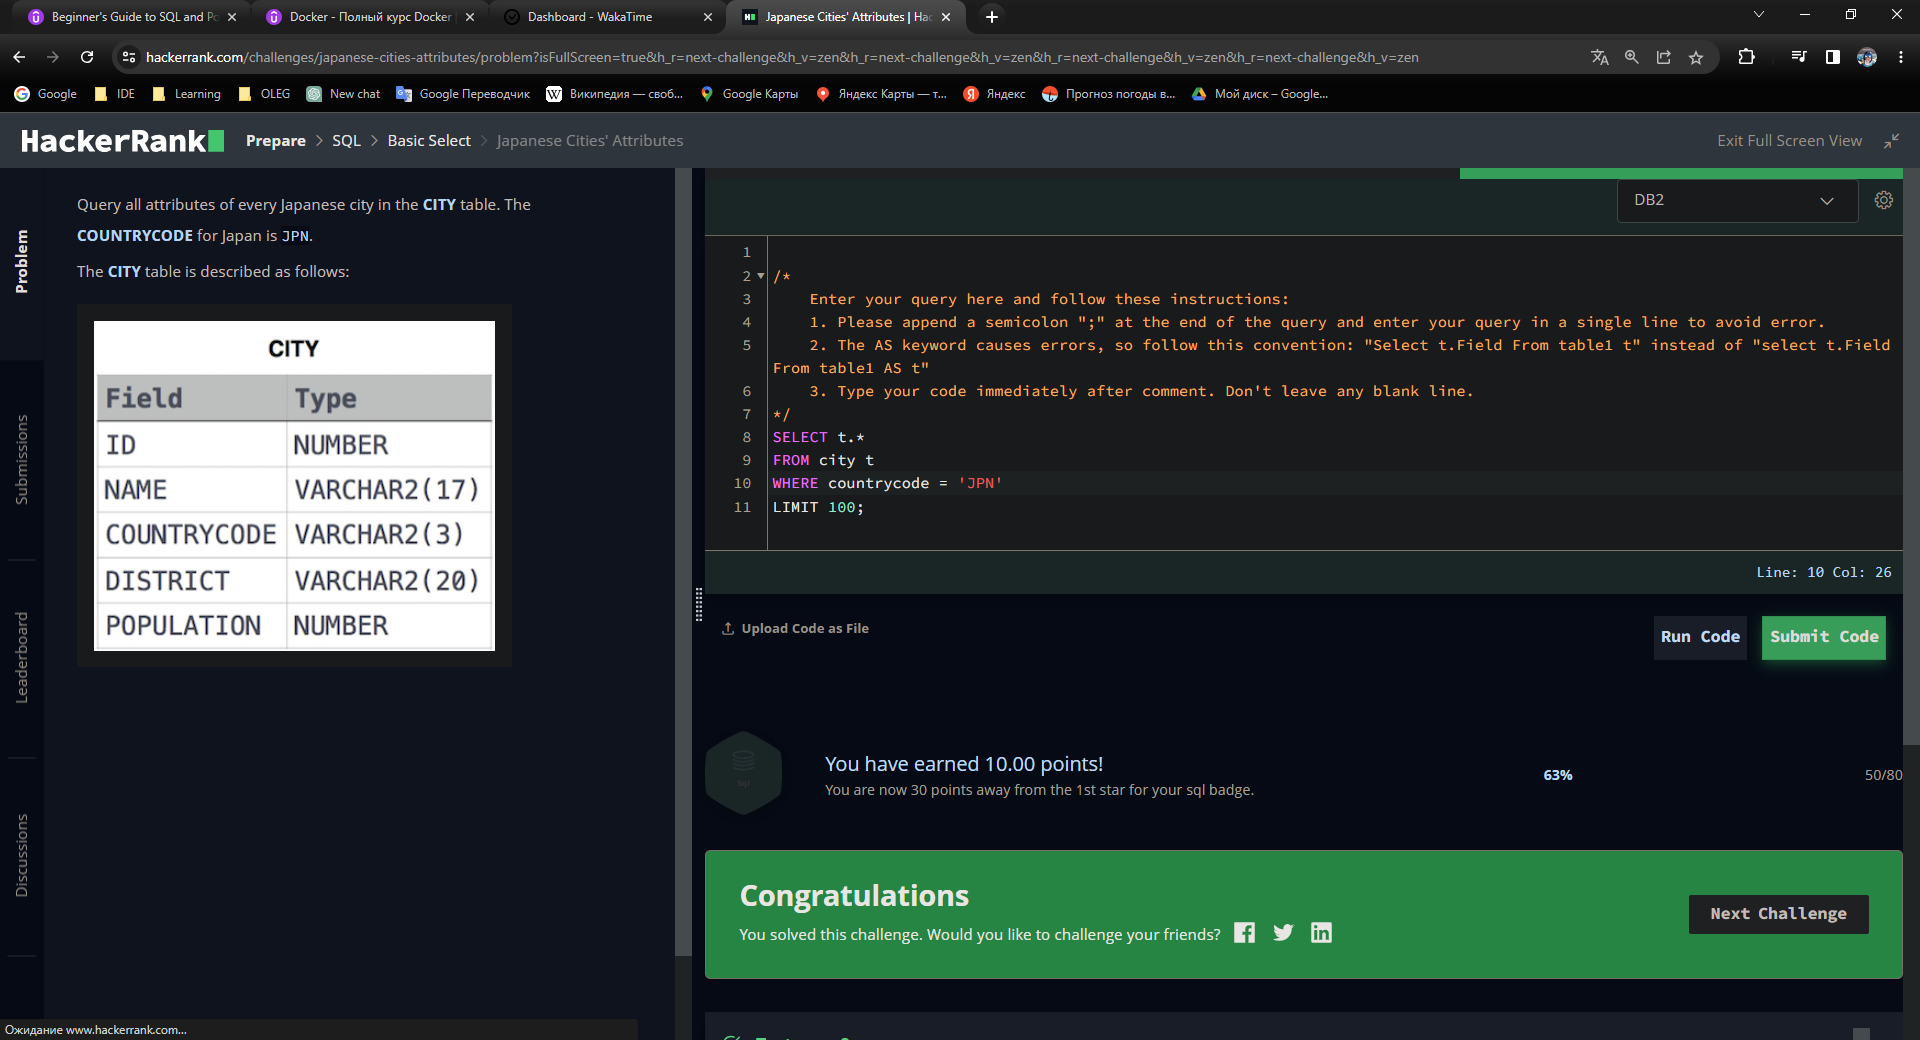 Beginner's Guide to SQL and Po
Docker - Полный курс Docker
Dashboard - WakaTime
Japanese Cities' Attributes | Hac
hackerrank.com/challenges/japanese-cities-attributes/problem?isFullScreen=true&h_r=next-challenge&h_v=zen&h_r=next-challenge&h_v=zen&h_r=next-challenge&h_v=zen&h_r=next-challenge&h_v=zen
Google
IDE
Learning
OLEG
New chat
Google Переводчик
Википедия — своб...
Google Карты
Яндекс Карты — т...
Яндекс
Прогноз погоды в...
Мой диск – Google...
HackerRank
Prepare > SQL > Basic Select > Japanese Cities' Attributes
Exit Full Screen View
Problem
Submissions
Leaderboard
Discussions
Query all attributes of every Japanese city in the CITY table. The
COUNTRYCODE for Japan is JPN.
The CITY table is described as follows:
CITY
Field Type
ID NUMBER
NAME VARCHAR2(17)
COUNTRYCODE VARCHAR2(3)
DISTRICT VARCHAR2(20)
POPULATION NUMBER
DB2
1
2 /*
3 Enter your query here and follow these instructions:
4 1. Please append a semicolon ";" at the end of the query and enter your query in a single line to avoid error.
5 2. The AS keyword causes errors, so follow this convention: "Select t.Field From table1 t" instead of "select t.Field
From table1 AS t"
6 3. Type your code immediately after comment. Don't leave any blank line.
7 */
8 SELECT t.*
9 FROM city t
10 WHERE countrycode = 'JPN'
11 LIMIT 100;
Line: 10 Col: 26
Upload Code as File
Run Code
Submit Code
You have earned 10.00 points!
You are now 30 points away from the 1st star for your sql badge.
63%
50/80
Congratulations
You solved this challenge. Would you like to challenge your friends?
Next Challenge
Ожидание www.hackerrank.com...